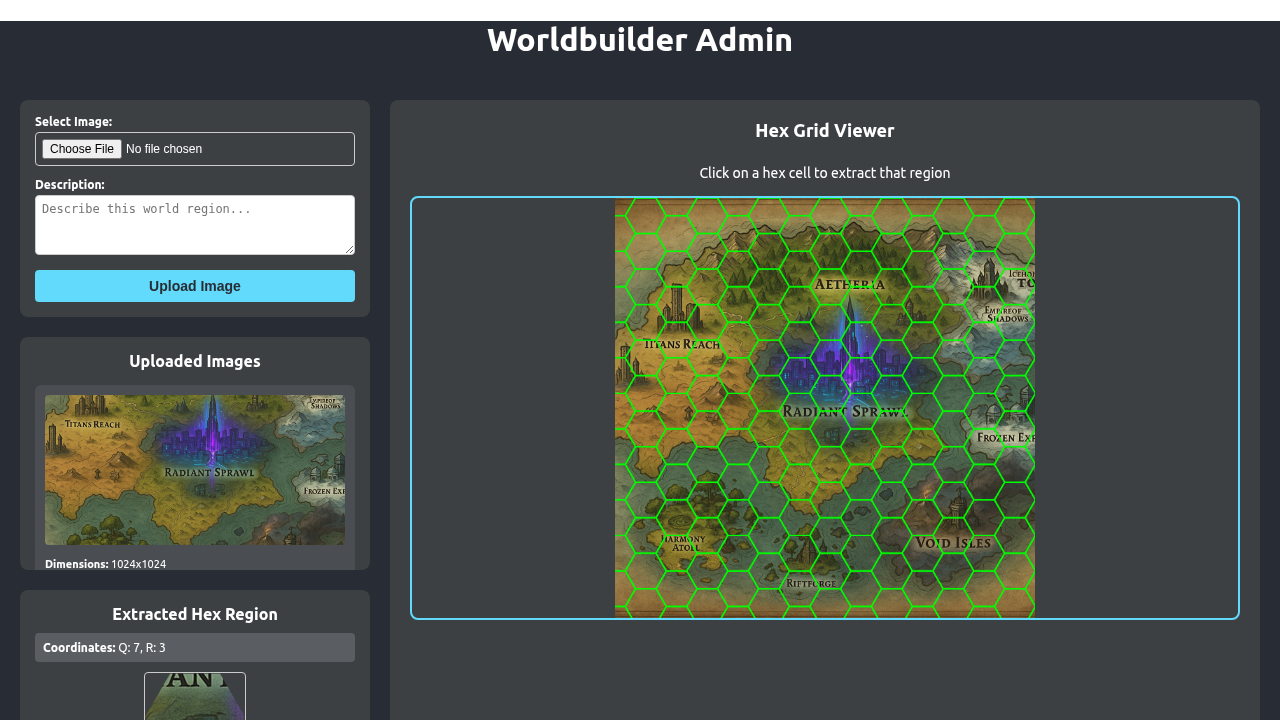 Worldbuilder Admin
Select Image:
Choose File No file chosen
Description:
Describe this world region...
Upload Image
Uploaded Images
EMPIRE OF
SHADOWS
TITANS REACH
RADIANT SPRAWL
FROZEN EXP
Dimensions: 1024x1024
Extracted Hex Region
Coordinates: Q: 7, R: 3
ANT
Hex Grid Viewer
Click on a hex cell to extract that region
AETHERIA
ICEHO
TO
EMPIRE OF
SHADOWS
TITANS REACH
RADIANT SPRAWL
FROZEN EXP
HARMONY
ATOLL
VOID ISLES
RIFTFORGE